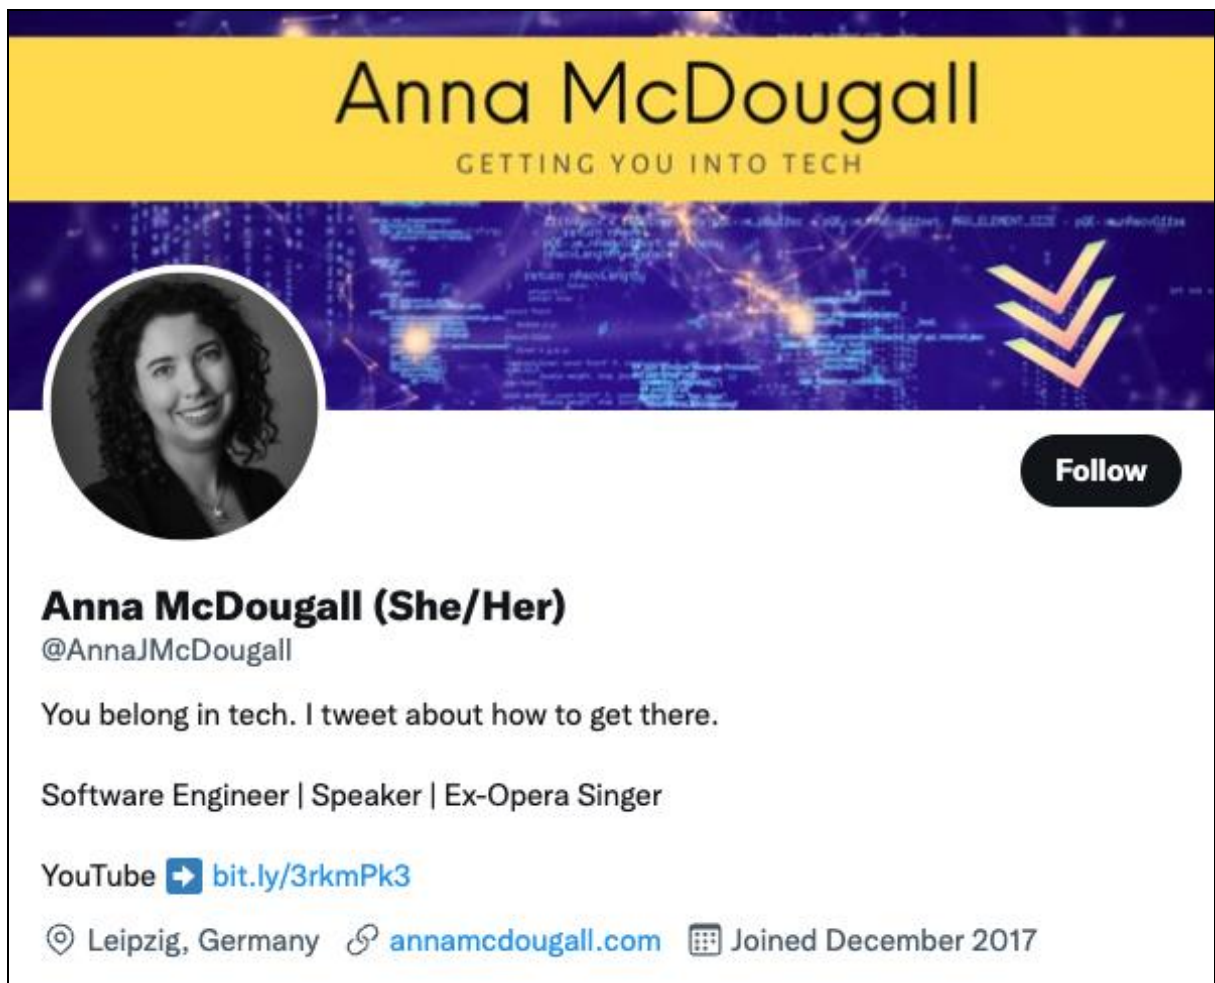 Anna McDougall
GETTING YOU INTO TECH
Follow
Anna McDougall (She/Her)
@AnnaJMcDougall
You belong in tech. I tweet about how to get there.
Software Engineer | Speaker | Ex-Opera Singer
YouTube ➡️ bit.ly/3rkmPk3
Leipzig, Germany annamcdougall.com Joined December 2017